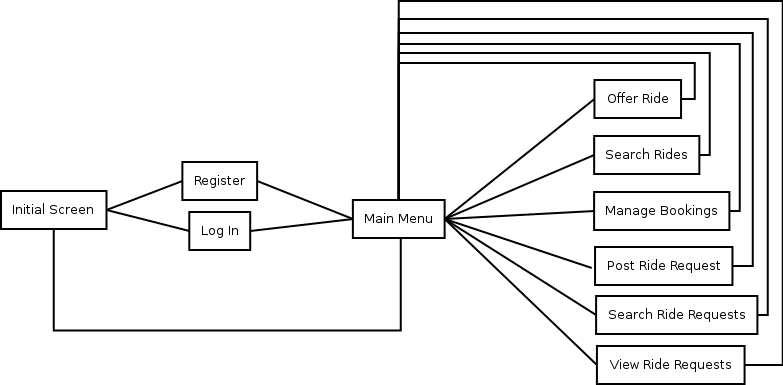 Initial Screen
Register
Log In
Main Menu
Offer Ride
Search Rides
Manage Bookings
Post Ride Request
Search Ride Requests
View Ride Requests